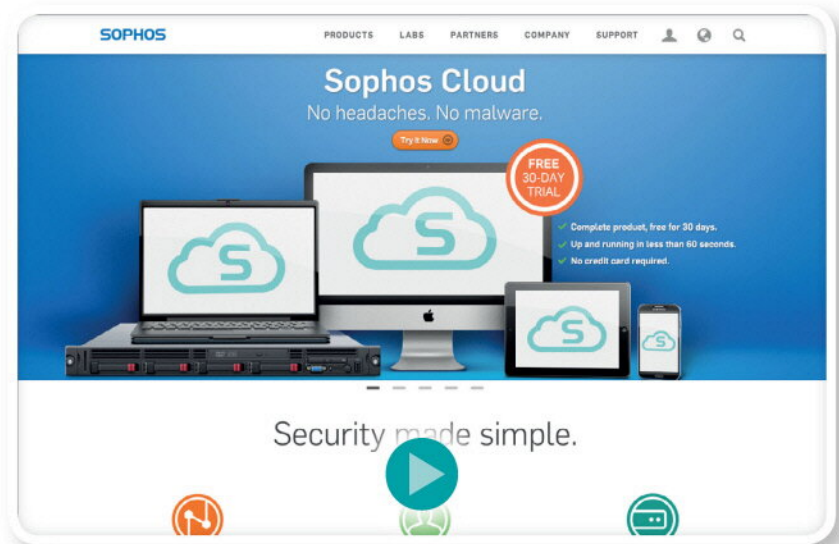 SOPHOS
PRODUCTS LABS PARTNERS COMPANY SUPPORT
Sophos Cloud
No headaches. No malware.
Try it Now
FREE
30-DAY
TRIAL
Complete product, free for 30 days.
Up and running in less than 60 seconds.
No credit card required.
S
S
S
S
Security made simple.